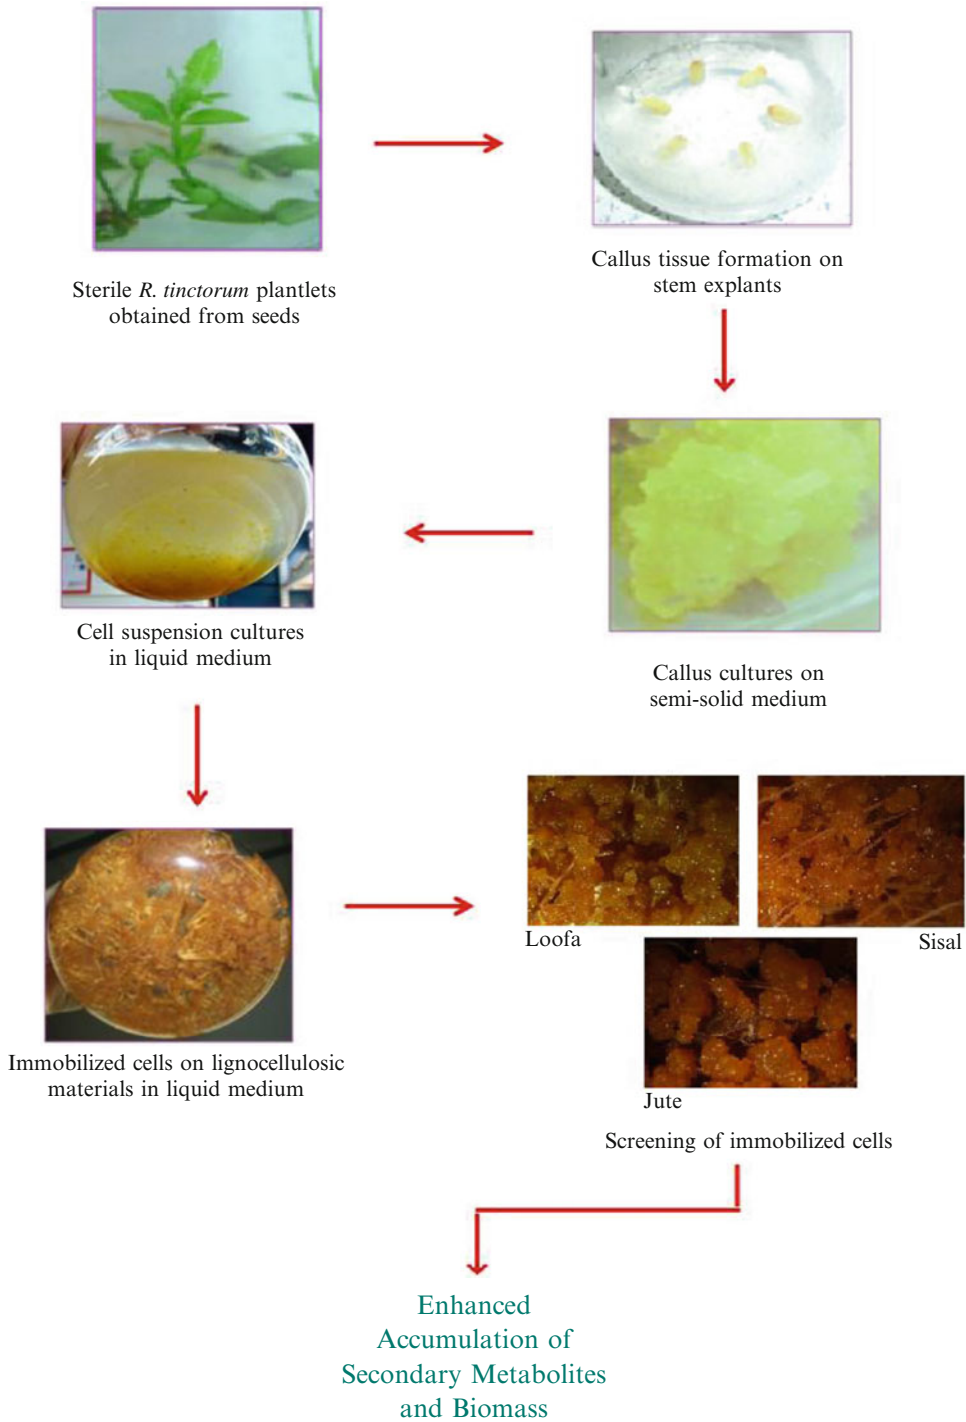 Sterile R. tinctorum plantlets
obtained from seeds
Callus tissue formation on
stem explants
Callus cultures on
semi-solid medium
Cell suspension cultures
in liquid medium
Immobilized cells on lignocellulosic
materials in liquid medium
Loofa
Sisal
Jute
Screening of immobilized cells
Enhanced
Accumulation of
Secondary Metabolites
and Biomass